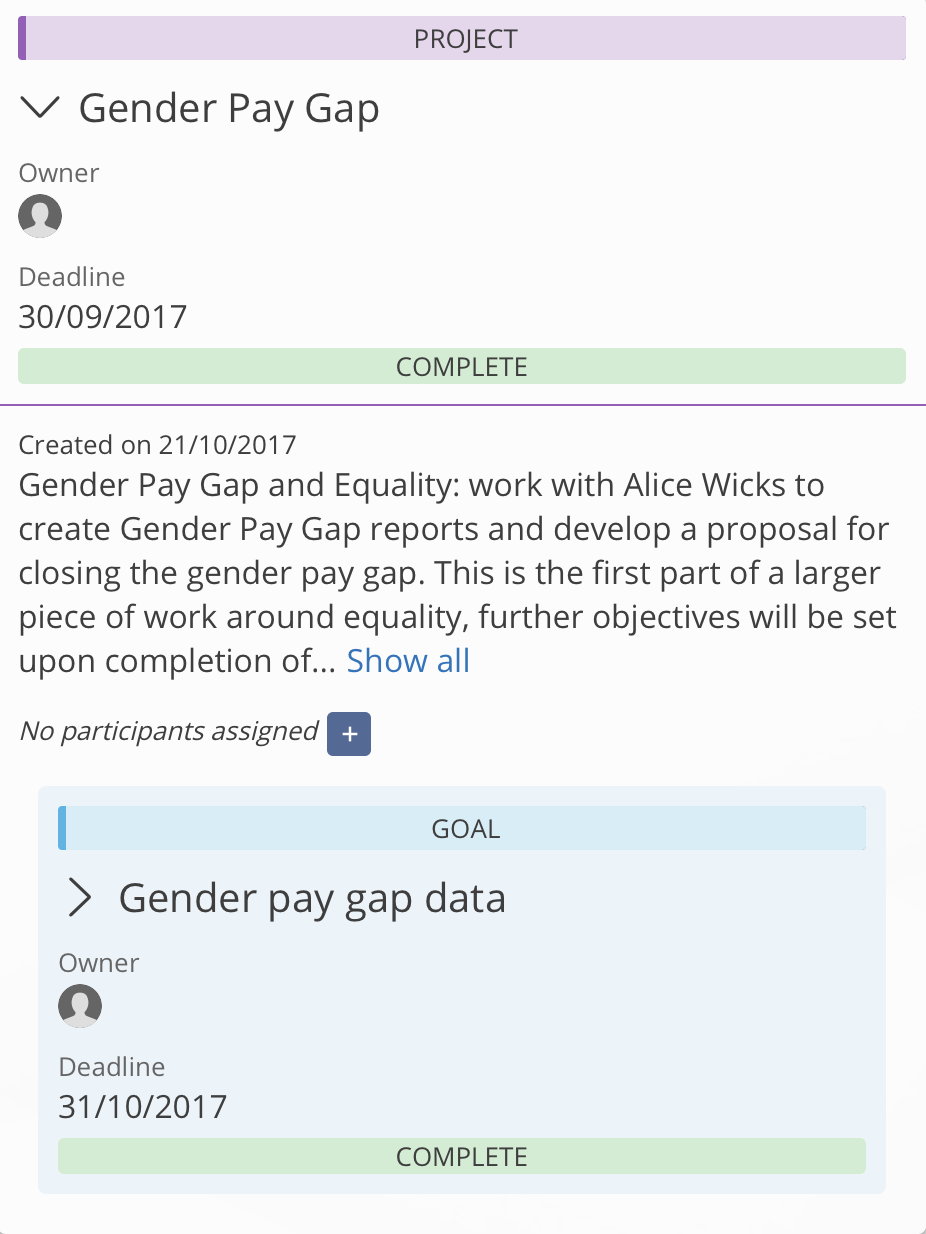 PROJECT
Gender Pay Gap
Owner
Deadline
30/09/2017
COMPLETE
Created on 21/10/2017
Gender Pay Gap and Equality: work with Alice Wicks to
create Gender Pay Gap reports and develop a proposal for
closing the gender pay gap. This is the first part of a larger
piece of work around equality, further objectives will be set
upon completion of... Show all
No participants assigned +
GOAL
Gender pay gap data
Owner
Deadline
31/10/2017
COMPLETE